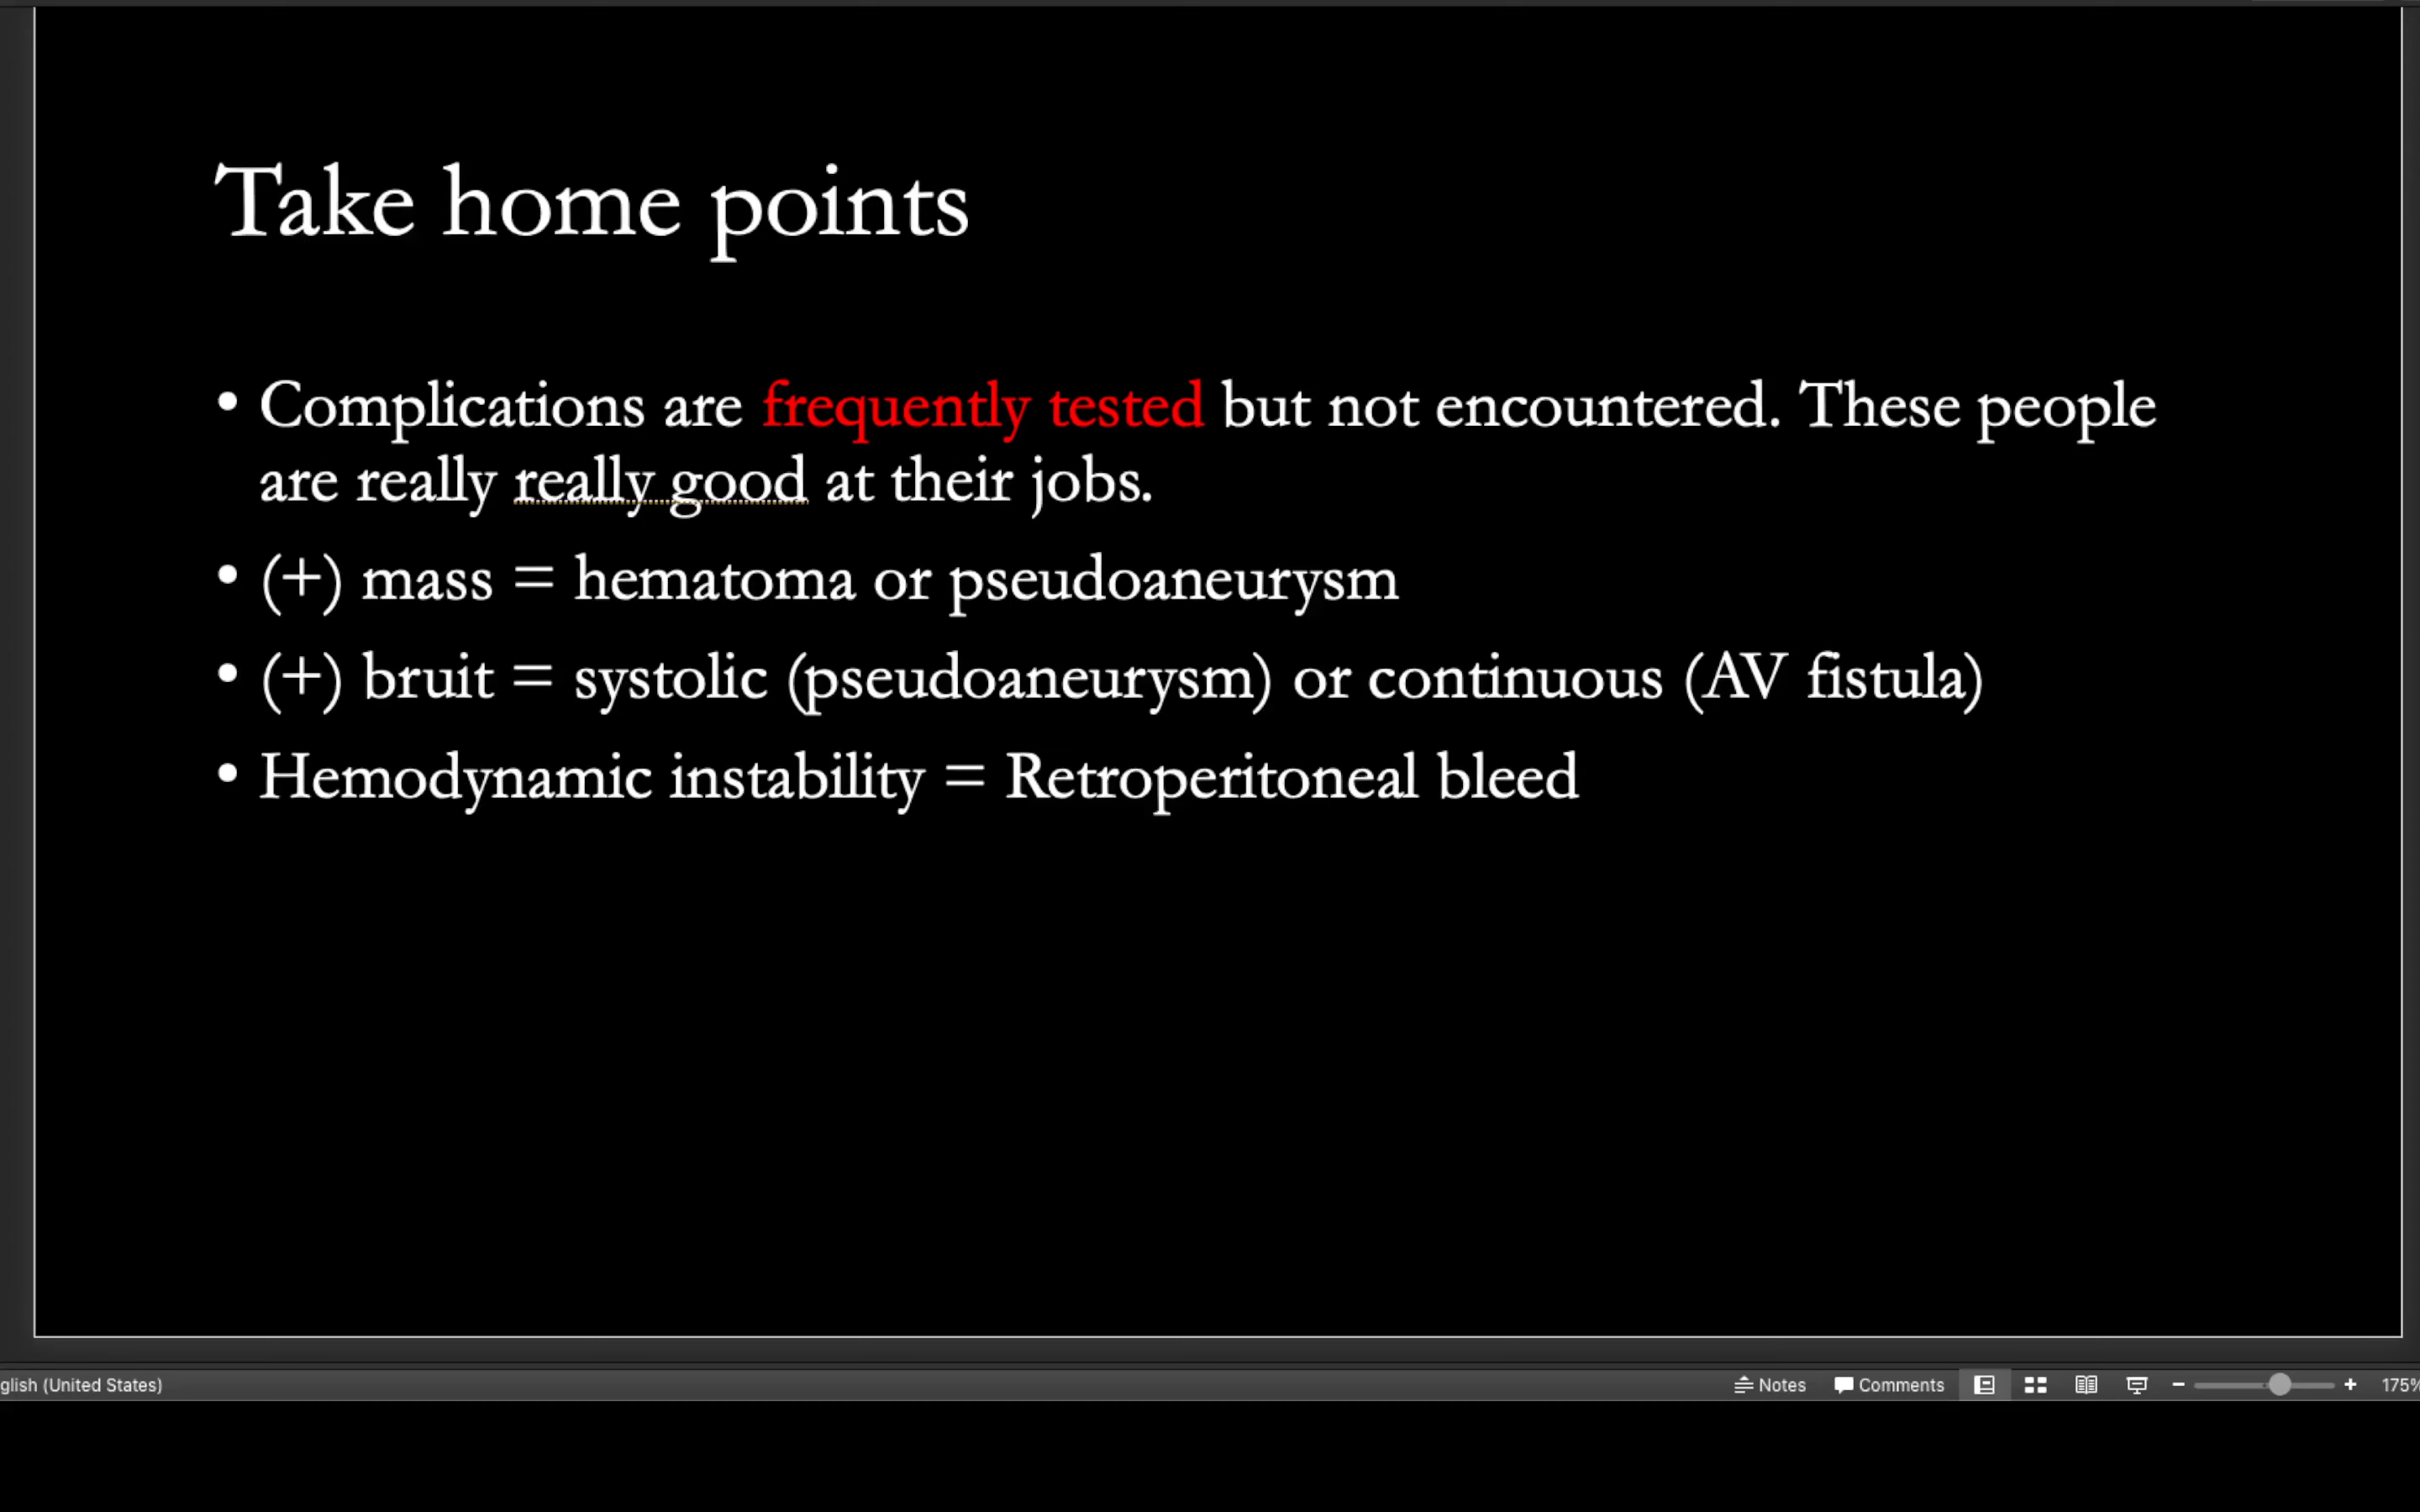 Take home points
• Complications are frequently tested but not encountered. These people
are really really good at their jobs.
• (+) mass = hematoma or pseudoaneurysm
• (+) bruit = systolic (pseudoaneurysm) or continuous (AV fistula)
• Hemodynamic instability = Retroperitoneal bleed
glish (United States) Notes Comments 175%